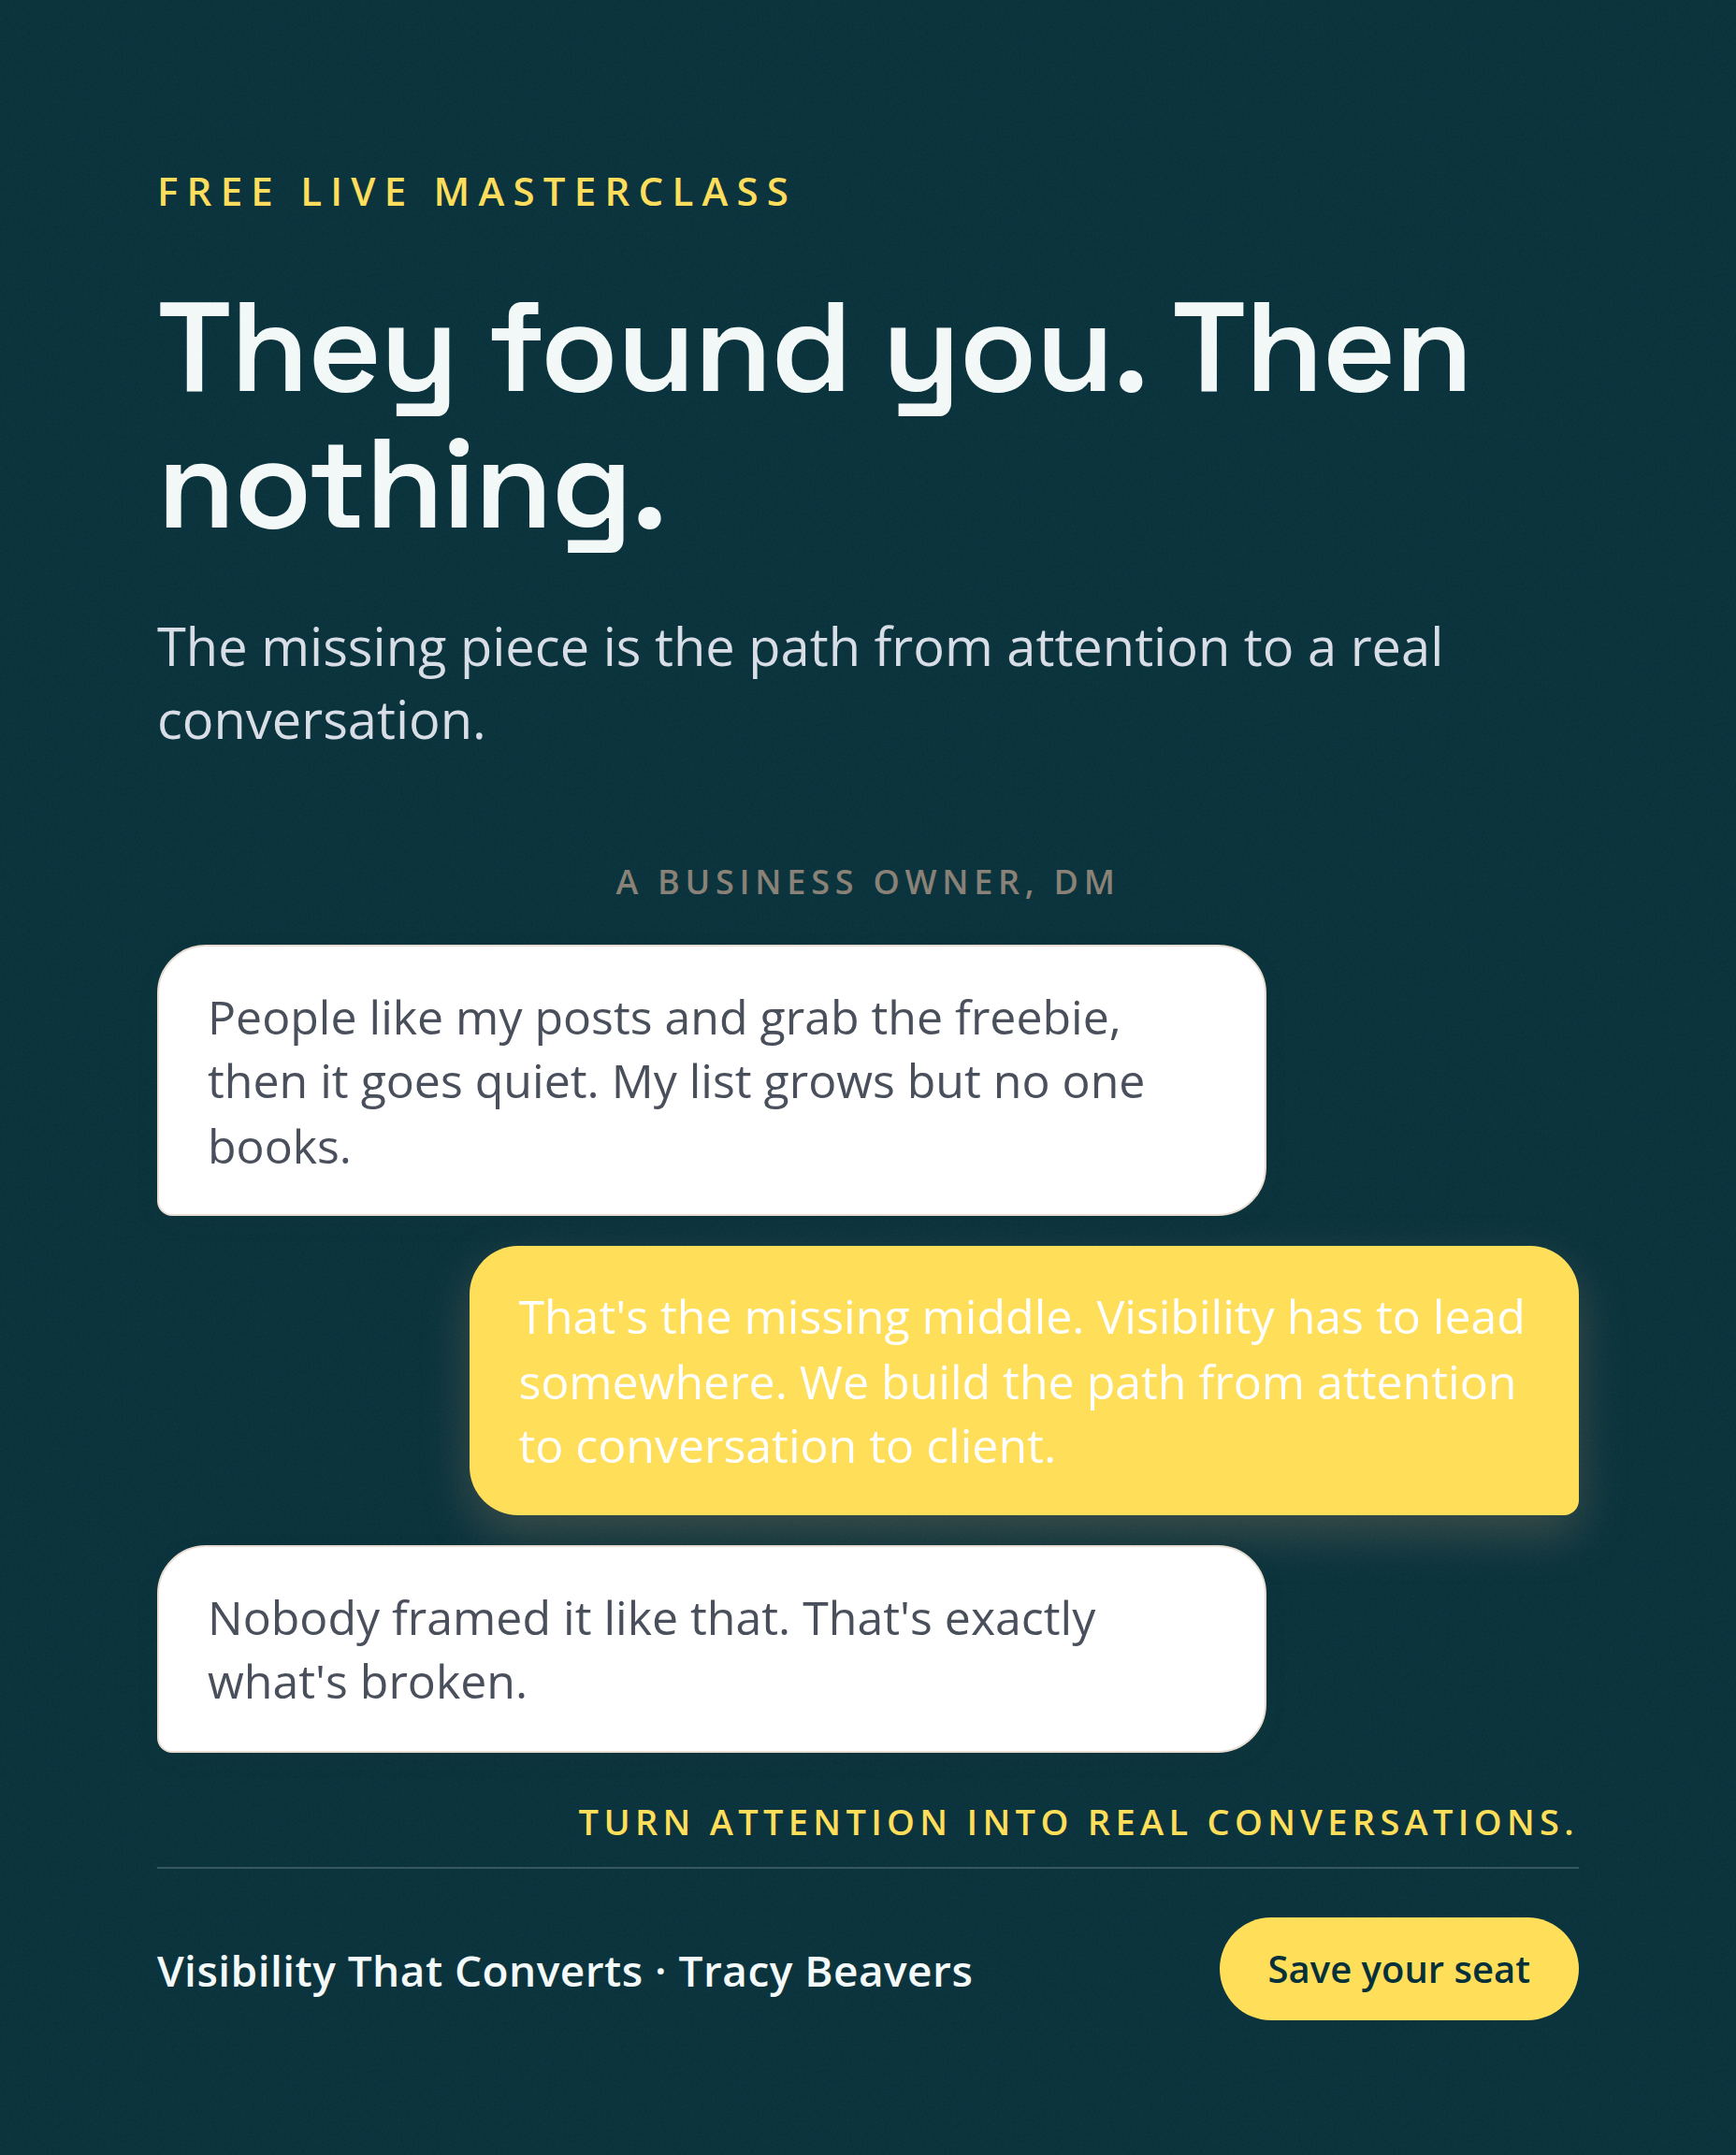 FREE LIVE MASTERCLASS
They found you. Then
nothing.
The missing piece is the path from attention to a real
conversation.
A BUSINESS OWNER, DM
People like my posts and grab the freebie,
then it goes quiet. My list grows but no one
books.
That's the missing middle. Visibility has to lead
somewhere. We build the path from attention
to conversation to client.
Nobody framed it like that. That's exactly
what's broken.
TURN ATTENTION INTO REAL CONVERSATIONS.
Visibility That Converts · Tracy Beavers
Save your seat